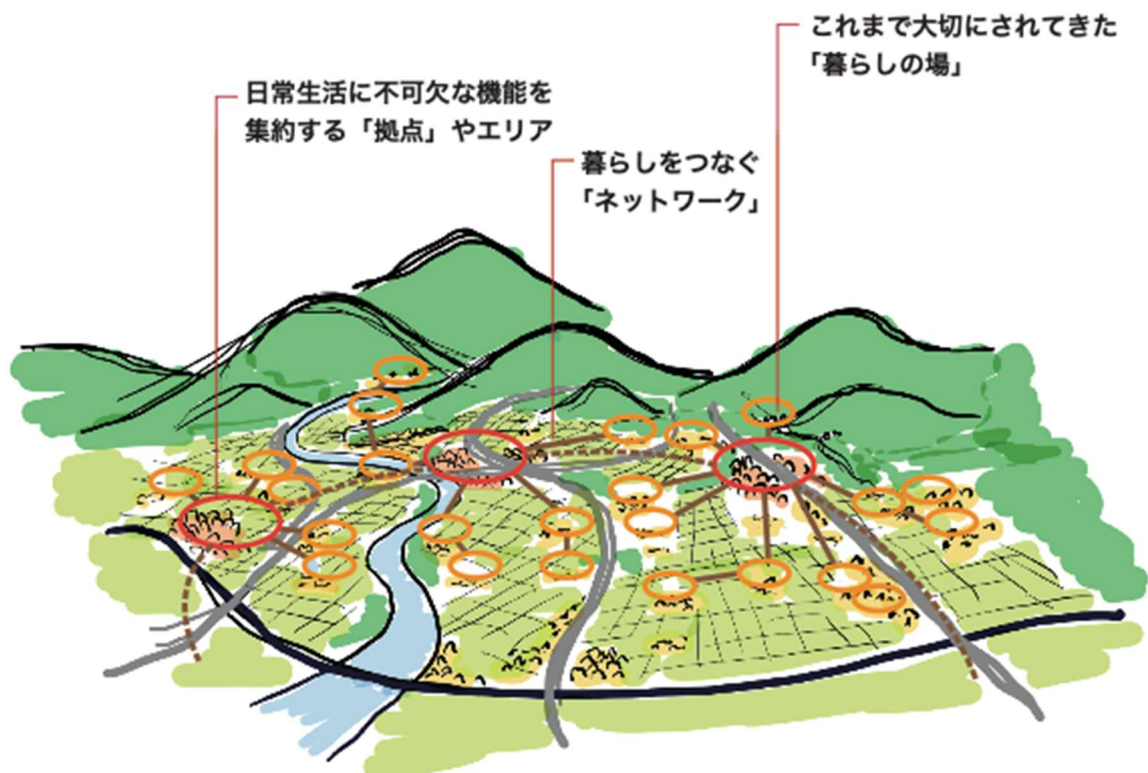 これまで大切にされてきた
「暮らしの場」
日常生活に不可欠な機能を
集約する「拠点」やエリア
暮らしをつなぐ
「ネットワーク」